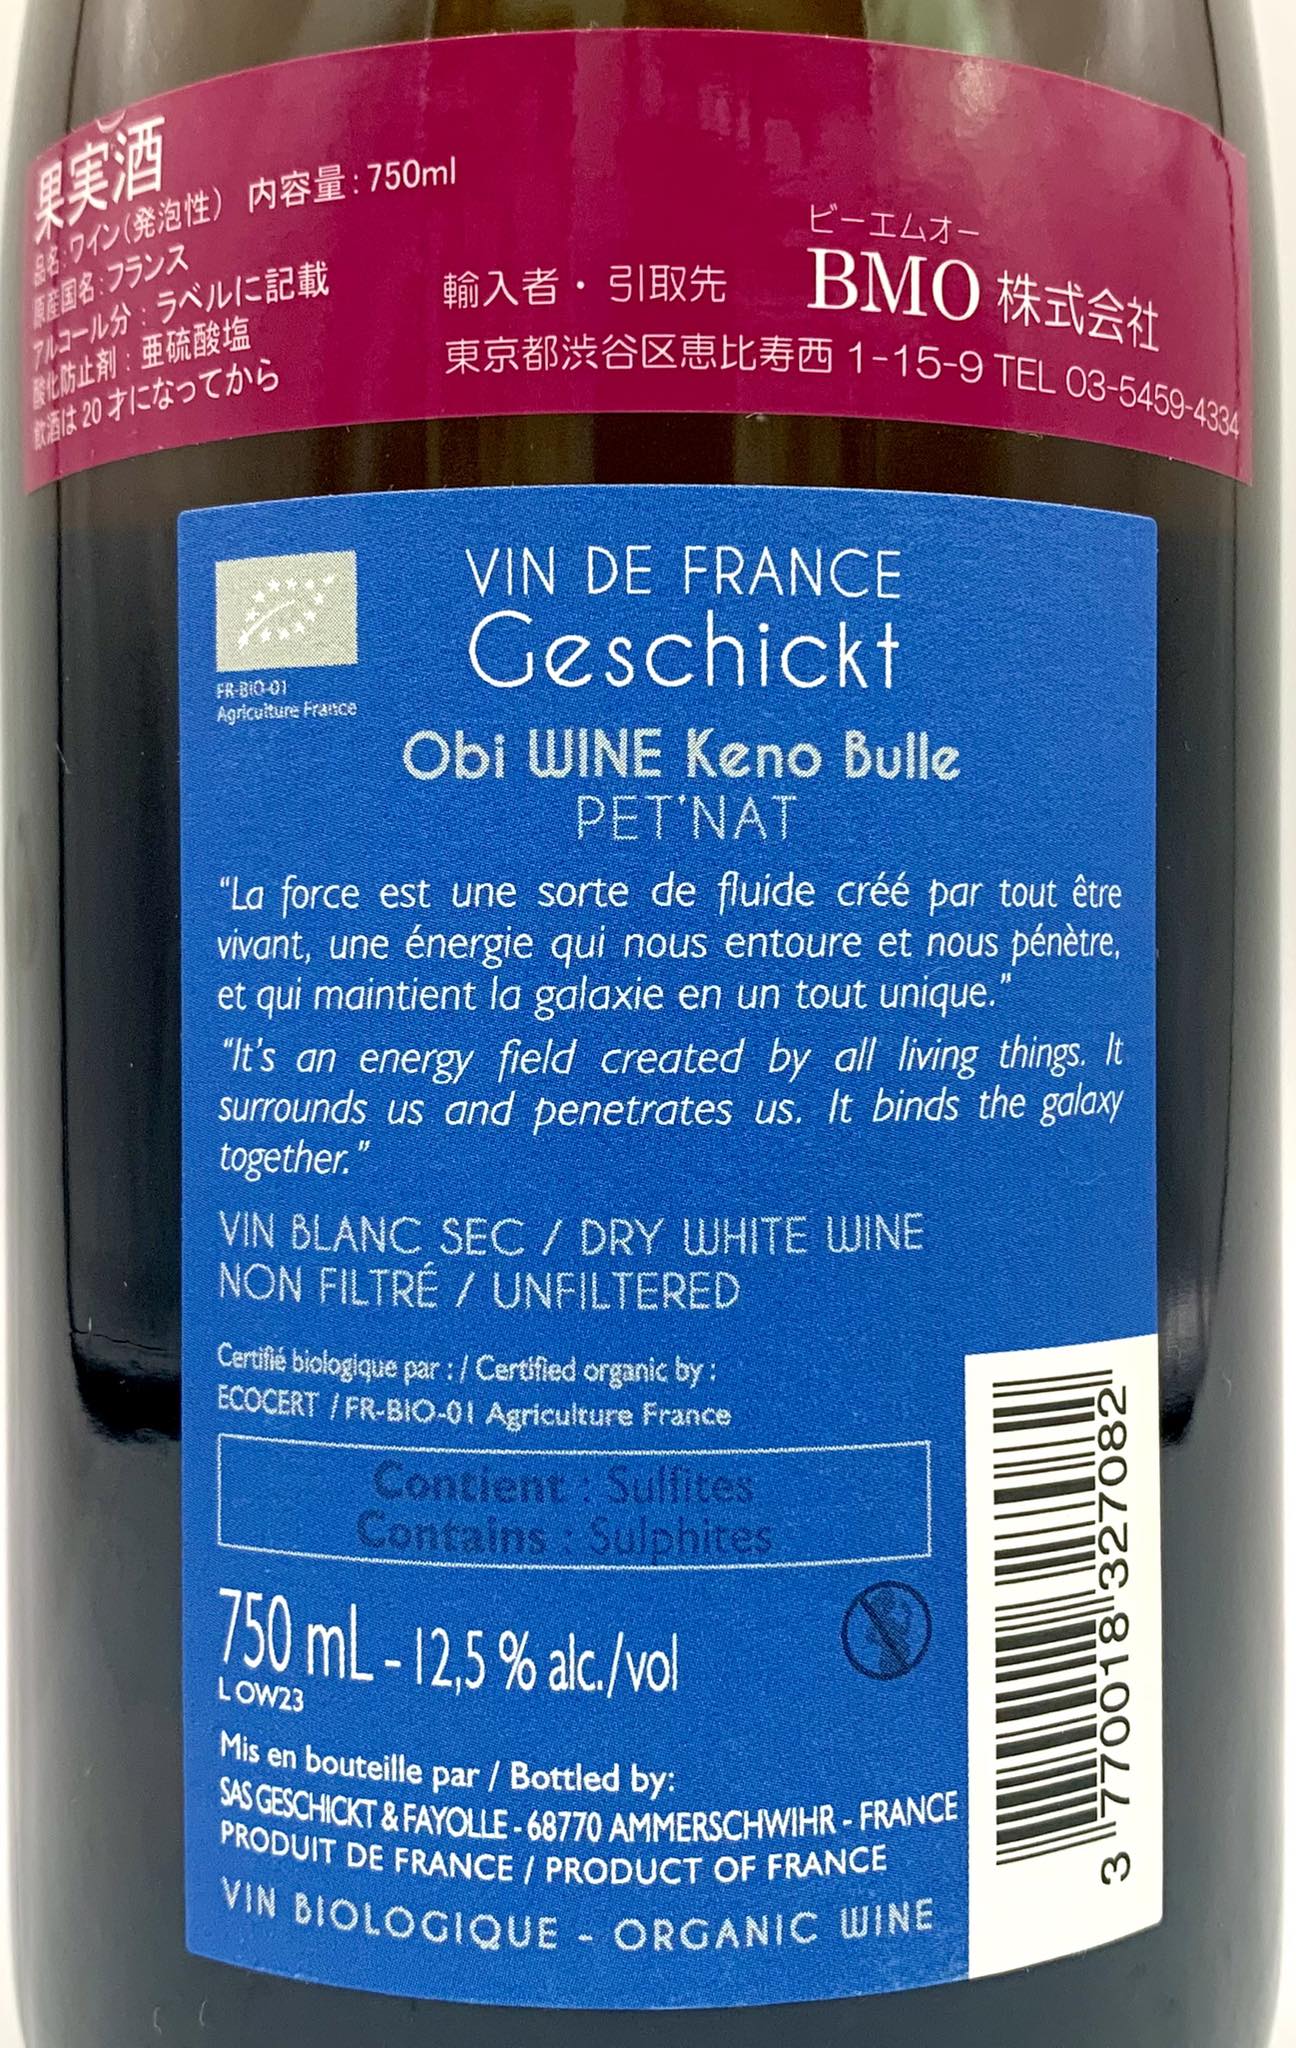 果実酒
品名:ワイン(発泡性) 内容量:750ml
原産国名:フランス
アルコール分:ラベルに記載
酸化防止剤:亜硫酸塩
飲酒は20才になってから
輸入者・引取先
ビーエムオー
BMO 株式会社
東京都渋谷区恵比寿西 1-15-9 TEL 03-5459-4334
VIN DE FRANCE
Geschickt
FR-BIO-01
Agriculture France
Obi WINE Keno Bulle
PET'NAT
"La force est une sorte de fluide créé par tout être
vivant, une énergie qui nous entoure et nous pénètre,
et qui maintient la galaxie en un tout unique."
"It's an energy field created by all living things. It
surrounds us and penetrates us. It binds the galaxy
together."
VIN BLANC SEC / DRY WHITE WINE
NON FILTRÉ / UNFILTERED
Certifié biologique par : / Certified organic by :
ECOCERT / FR-BIO-01 Agriculture France
Contient : Sulfites
Contains : Sulphites
750 mL - 12,5 % alc./vol
L OW23
Mis en bouteille par / Bottled by:
SAS GESCHICKT & FAYOLLE - 68770 AMMERSCHWIHR - FRANCE
PRODUIT DE FRANCE / PRODUCT OF FRANCE
VIN BIOLOGIQUE - ORGANIC WINE
3 770018 327082